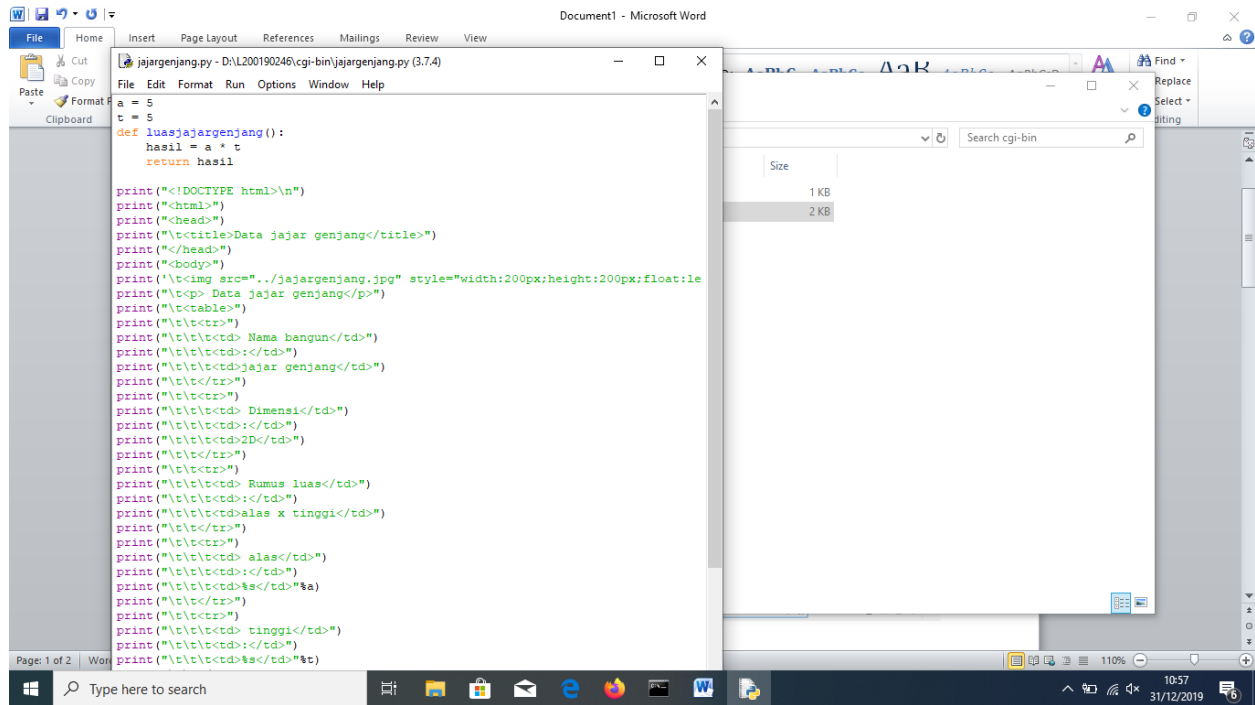 Document1 - Microsoft Word
File Home Insert Page Layout References Mailings Review View
Cut
Copy
Format
Paste
Clipboard
Find
Replace
Select
diting
jajargenjang.py - D:\L200190246\cgi-bin\jajargenjang.py (3.7.4)
File Edit Format Run Options Window Help
a = 5
t = 5
def luasjajargenjang():
    hasil = a * t
    return hasil
print("<!DOCTYPE html>\n")
print("<html>")
print("<head>")
print("\t<title>Data jajar genjang</title>")
print("</head>")
print("<body>")
print('\t<img src="../jajargenjang.jpg" style="width:200px;height:200px;float:le
print("\t<p> Data jajar genjang</p>")
print("\t<table>")
print("\t\t<tr>")
print("\t\t\t<td> Nama bangun</td>")
print("\t\t\t<td>:</td>")
print("\t\t\t<td>jajar genjang</td>")
print("\t\t</tr>")
print("\t\t<tr>")
print("\t\t\t<td> Dimensi</td>")
print("\t\t\t<td>:</td>")
print("\t\t\t<td>2D</td>")
print("\t\t</tr>")
print("\t\t<tr>")
print("\t\t\t<td> Rumus luas</td>")
print("\t\t\t<td>:</td>")
print("\t\t\t<td>alas x tinggi</td>")
print("\t\t</tr>")
print("\t\t<tr>")
print("\t\t\t<td> alas</td>")
print("\t\t\t<td>:</td>")
print("\t\t\t<td>%s</td>"%a)
print("\t\t</tr>")
print("\t\t<tr>")
print("\t\t\t<td> tinggi</td>")
print("\t\t\t<td>:</td>")
print("\t\t\t<td>%s</td>"%t)
Search cgi-bin
Size
1 KB
2 KB
Page: 1 of 2
110%
Type here to search
10:57
31/12/2019
6